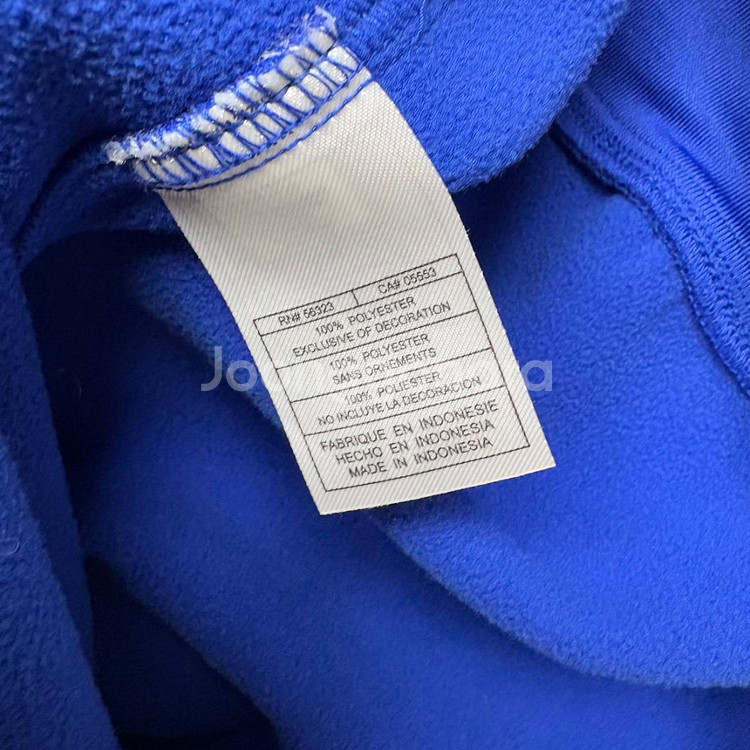 RN# 56323 CA# 05553
100% POLYESTER
EXCLUSIVE OF DECORATION
100% POLYESTER
SANS ORNEMENTS
100% POLIESTER
NO INCLUYE LA DECORACION
FABRIQUE EN INDONESIE
HECHO EN INDONESIA
MADE IN INDONESIA